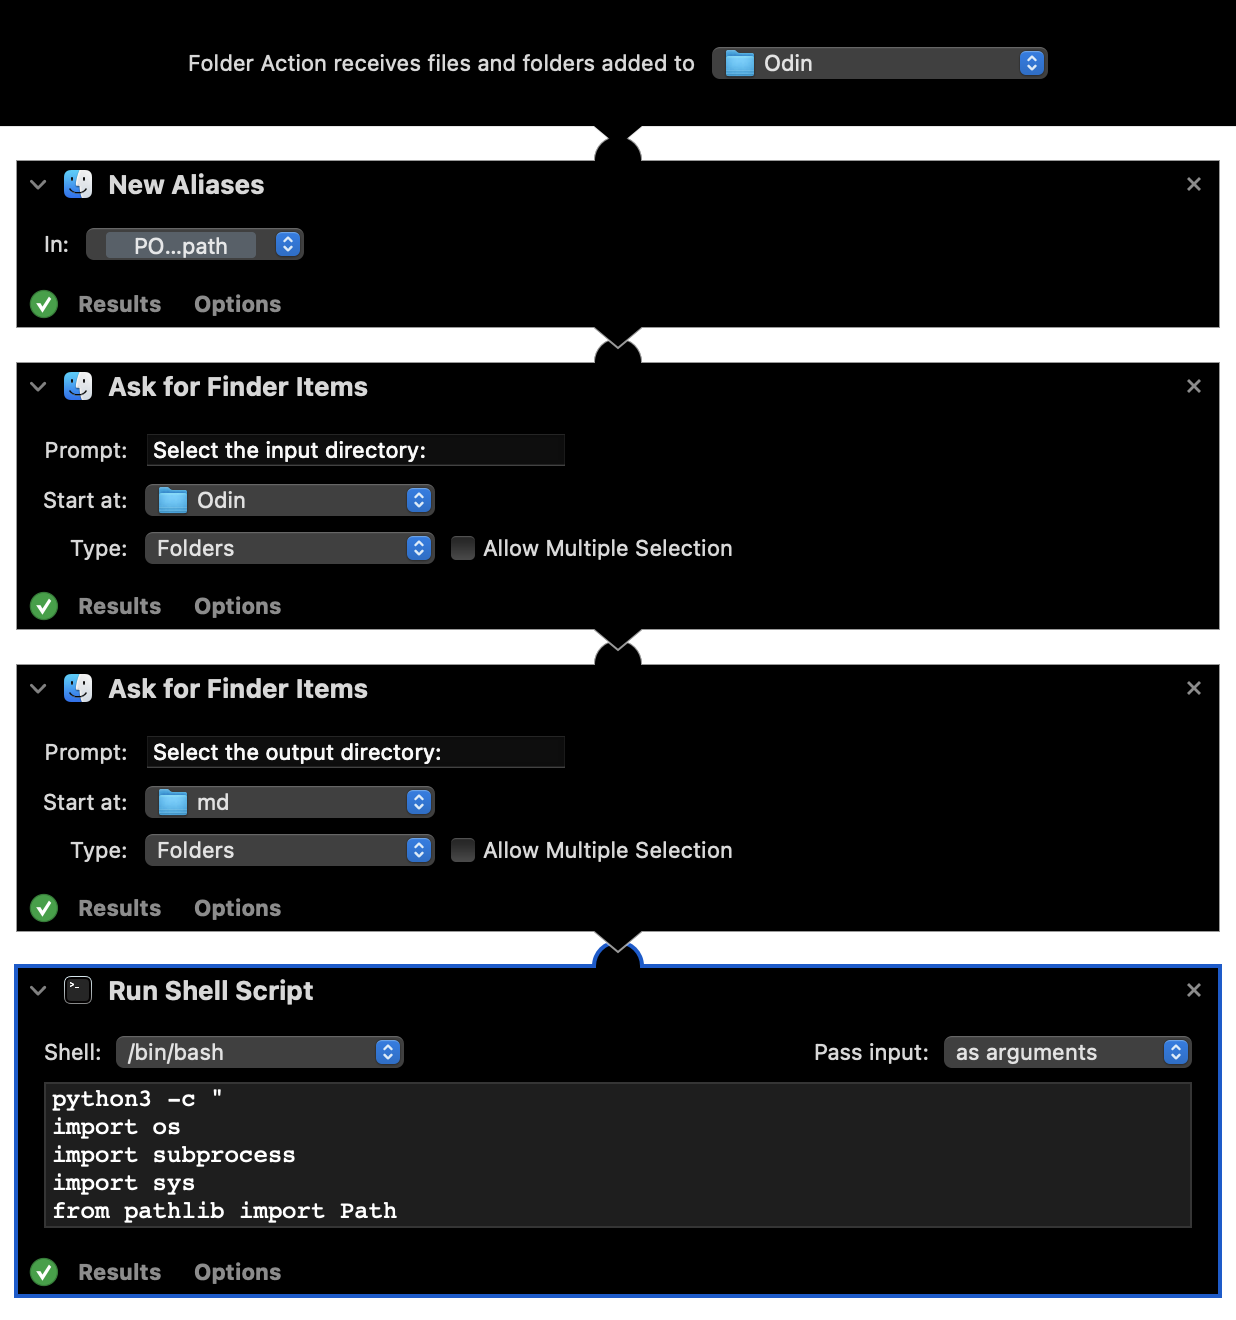 Folder Action receives files and folders added to Odin
New Aliases
In: PO...path
Results Options
Ask for Finder Items
Prompt: Select the input directory:
Start at: Odin
Type: Folders Allow Multiple Selection
Results Options
Ask for Finder Items
Prompt: Select the output directory:
Start at: md
Type: Folders Allow Multiple Selection
Results Options
>_ Run Shell Script
Shell: /bin/bash Pass input: as arguments
python3 -c "
import os
import subprocess
import sys
from pathlib import Path
Results Options